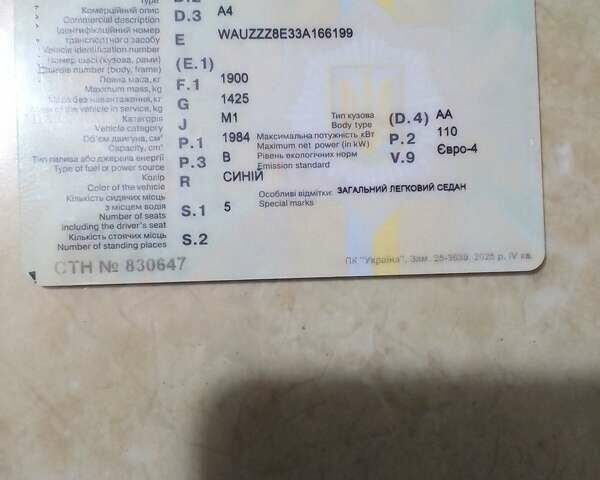 Type D.2
Комерційний опис D.3 A4
Commercial description
Ідентифікаційний номер
транспортного засобу E WAUZZZ8E33A166199
Vehicle identification number
Номер шасі (кузова, рами) (E.1)
Chassis number (body, frame)
Повна маса, кг F.1 1900
Maximum mass, kg
Маса без навантаження, кг G 1425
of the vehicle in service, kg
Категорія J M1 Тип кузова (D.4) AA
Vehicle category Body type
Об'єм двигуна, см³ P.1 1984 Максимальна потужність кВт P.2 110
Capacity, cm³ Maximum net power (in kW)
Тип палива або джерела енергії P.3 B Рівень екологічних норм V.9 Євро-4
Type of fuel or power source Emission standard
Колір R СИНІЙ
Color of the vehicle Особливі відмітки: ЗАГАЛЬНИЙ ЛЕГКОВИЙ СЕДАН
Кількість сидячих місць Special marks
з місцем водія S.1 5
Number of seats
including the driver's seat
Кількість стоячих місць S.2
Number of standing places
СТН № 830647 ПК "Україна", Зам. 25-3639, 2025 р. IV кв.